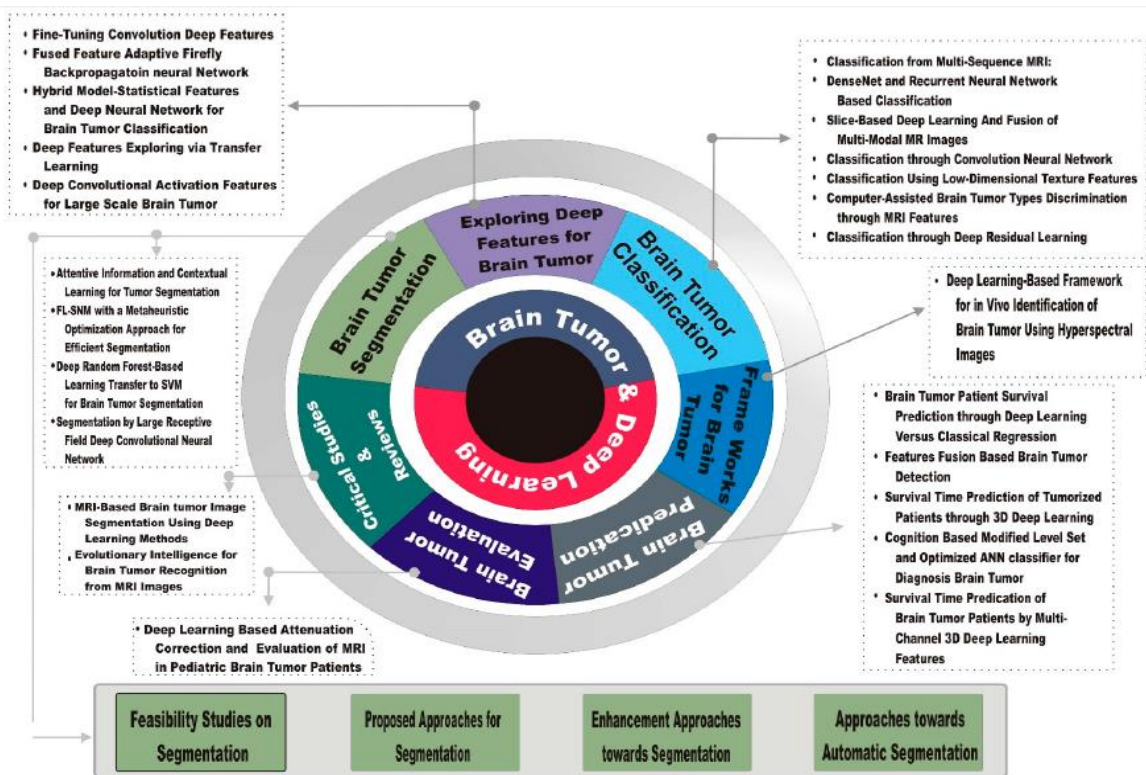 • Fine-Tuning Convolution Deep Features
• Fused Feature Adaptive Firefly
Backpropagatoin neural Network
• Hybrid Model-Statistical Features
and Deep Neural Network for
Brain Tumor Classification
• Deep Features Exploring via Transfer
Learning
• Deep Convolutional Activation Features
for Large Scale Brain Tumor
• Classification from Multi-Sequence MRI:
• DenseNet and Recurrent Neural Network
Based Classification
• Slice-Based Deep Learning And Fusion of
Multi-Modal MR Images
• Classification through Convolution Neural Network
• Classification Using Low-Dimensional Texture Features
• Computer-Assisted Brain Tumor Types Discrimination
through MRI Features
• Classification through Deep Residual Learning
• Attentive Information and Contextual
Learning for Tumor Segmentation
• FL-SNM with a Metaheuristic
Optimization Approach for
Efficient Segmentation
• Deep Random Forest-Based
Learning Transfer to SVM
for Brain Tumor Segmentation
• Segmentation by Large Receptive
Field Deep Convolutional Neural
Network
• Deep Learning-Based Framework
for in Vivo Identification of
Brain Tumor Using Hyperspectral
Images
Exploring Deep
Features for
Brain Tumor
Brain Tumor
Classification
Frame Works
for Brain
Tumor
Brain Tumor
Predication
Brain Tumor
Evaluation
Critical Studies
&
Reviews
Brain Tumor
Segmentation
Brain Tumor
& Deep Learning
• MRI-Based Brain tumor Image
Segmentation Using Deep
Learning Methods
• Evolutionary Intelligence for
Brain Tumor Recognition
from MRI Images
• Brain Tumor Patient Survival
Prediction through Deep Learning
Versus Classical Regression
• Features Fusion Based Brain Tumor
Detection
• Survival Time Prediction of Tumorized
Patients through 3D Deep Learning
• Cognition Based Modified Level Set
and Optimized ANN classifier for
Diagnosis Brain Tumor
• Survival Time Predication of
Brain Tumor Patients by Multi-
Channel 3D Deep Learning
Features
• Deep Learning Based Attenuation
Correction and Evaluation of MRI
in Pediatric Brain Tumor Patients
Feasibility Studies on
Segmentation
Proposed Approaches for
Segmentation
Enhancement Approaches
towards Segmentation
Approaches towards
Automatic Segmentation